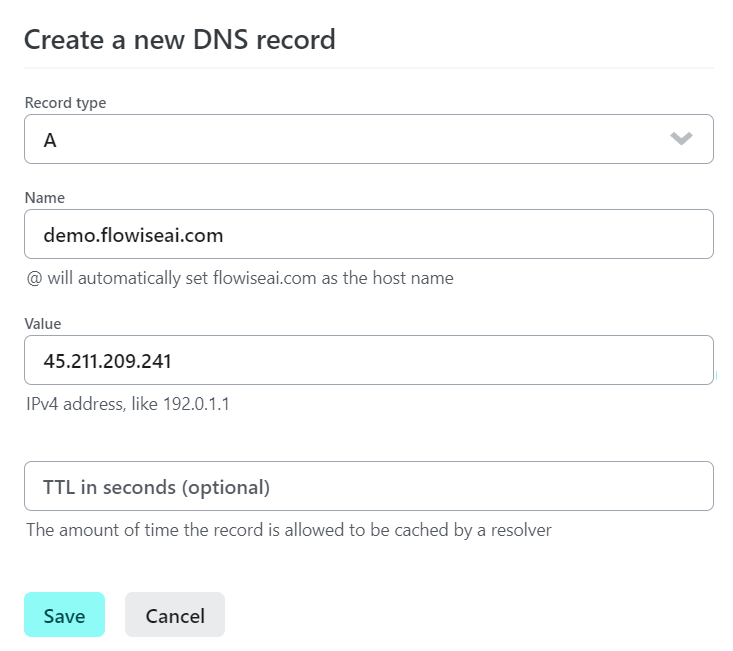 Create a new DNS record
Record type
A
Name
demo.flowiseai.com
@ will automatically set flowiseai.com as the host name
Value
45.211.209.241
IPv4 address, like 192.0.1.1
TTL in seconds (optional)
The amount of time the record is allowed to be cached by a resolver
Save Cancel